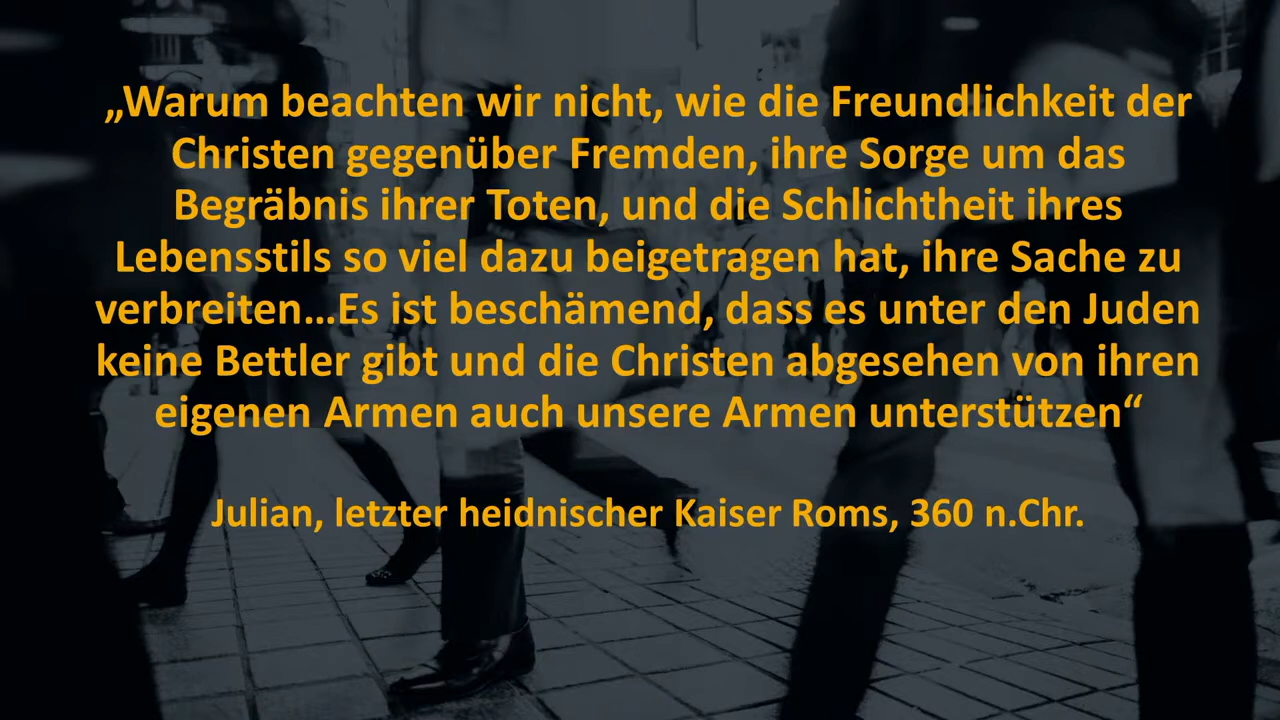 „Warum beachten wir nicht, wie die Freundlichkeit der
Christen gegenüber Fremden, ihre Sorge um das
Begräbnis ihrer Toten, und die Schlichtheit ihres
Lebensstils so viel dazu beigetragen hat, ihre Sache zu
verbreiten…Es ist beschämend, dass es unter den Juden
keine Bettler gibt und die Christen abgesehen von ihren
eigenen Armen auch unsere Armen unterstützen“
Julian, letzter heidnischer Kaiser Roms, 360 n.Chr.